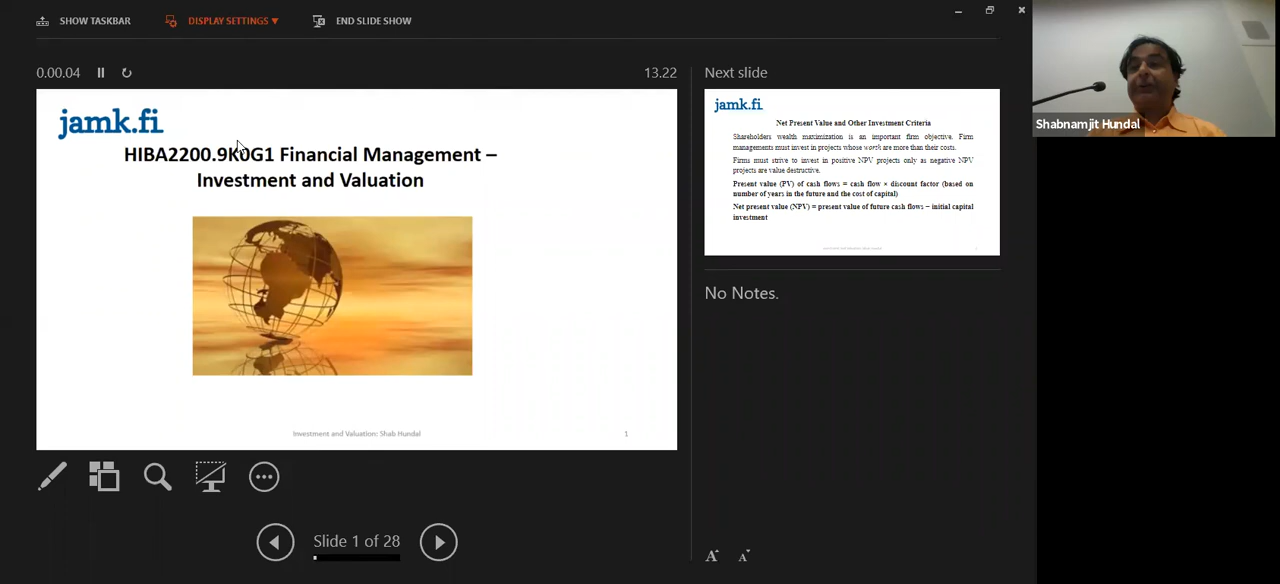 SHOW TASKBAR
DISPLAY SETTINGS ▼
END SLIDE SHOW
0.00.04
13.22
jamk.fi
HIBA2200.9K0G1 Financial Management –
Investment and Valuation
Investment and Valuation: Shab Hundal
1
Slide 1 of 28
Next slide
jamk.fi
Net Present Value and Other Investment Criteria
Shareholders wealth maximization is an important firm objective. Firm
managements must invest in projects whose worth are more than their costs.
Firms must strive to invest in positive NPV projects only as negative NPV
projects are value destructive.
Present value (PV) of cash flows = cash flow × discount factor (based on
number of years in the future and the cost of capital)
Net present value (NPV) = present value of future cash flows – initial capital
investment
No Notes.
A
A
Shabnamjit Hundal